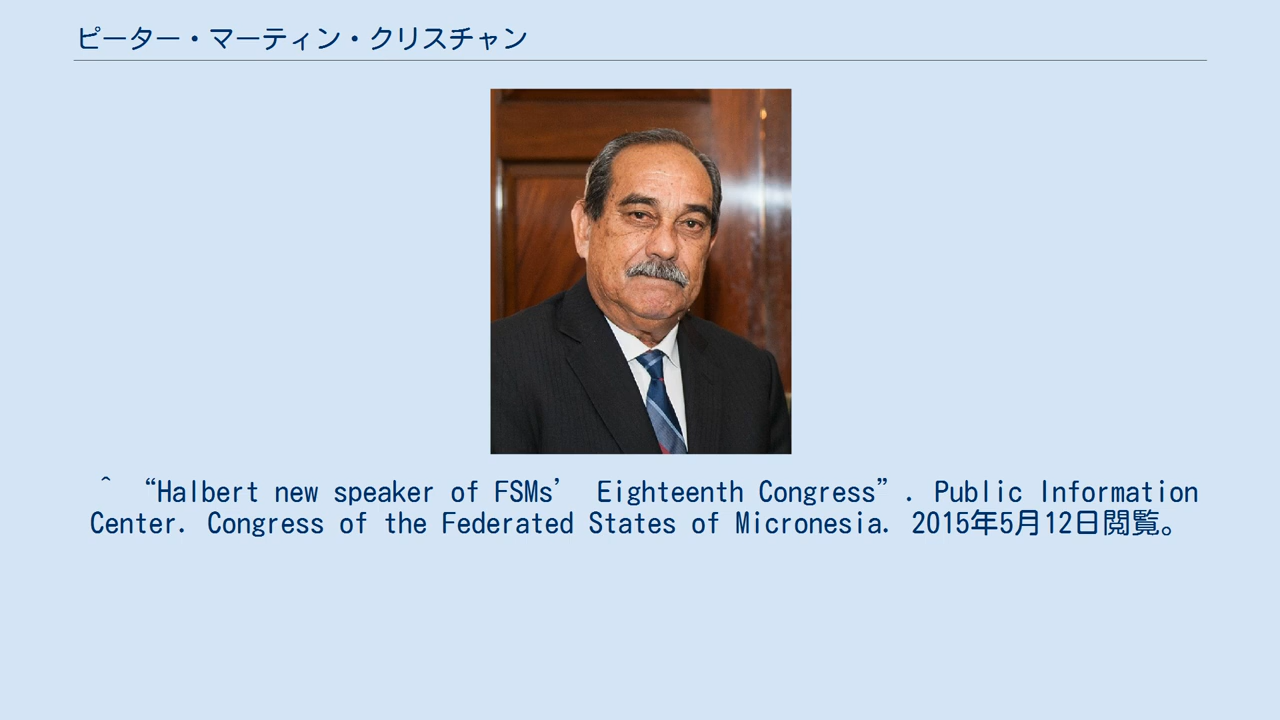 ピーター・マーティン・クリスチャン
^ “Halbert new speaker of FSMs’ Eighteenth Congress”. Public Information
Center. Congress of the Federated States of Micronesia. 2015年5月12日閲覧。